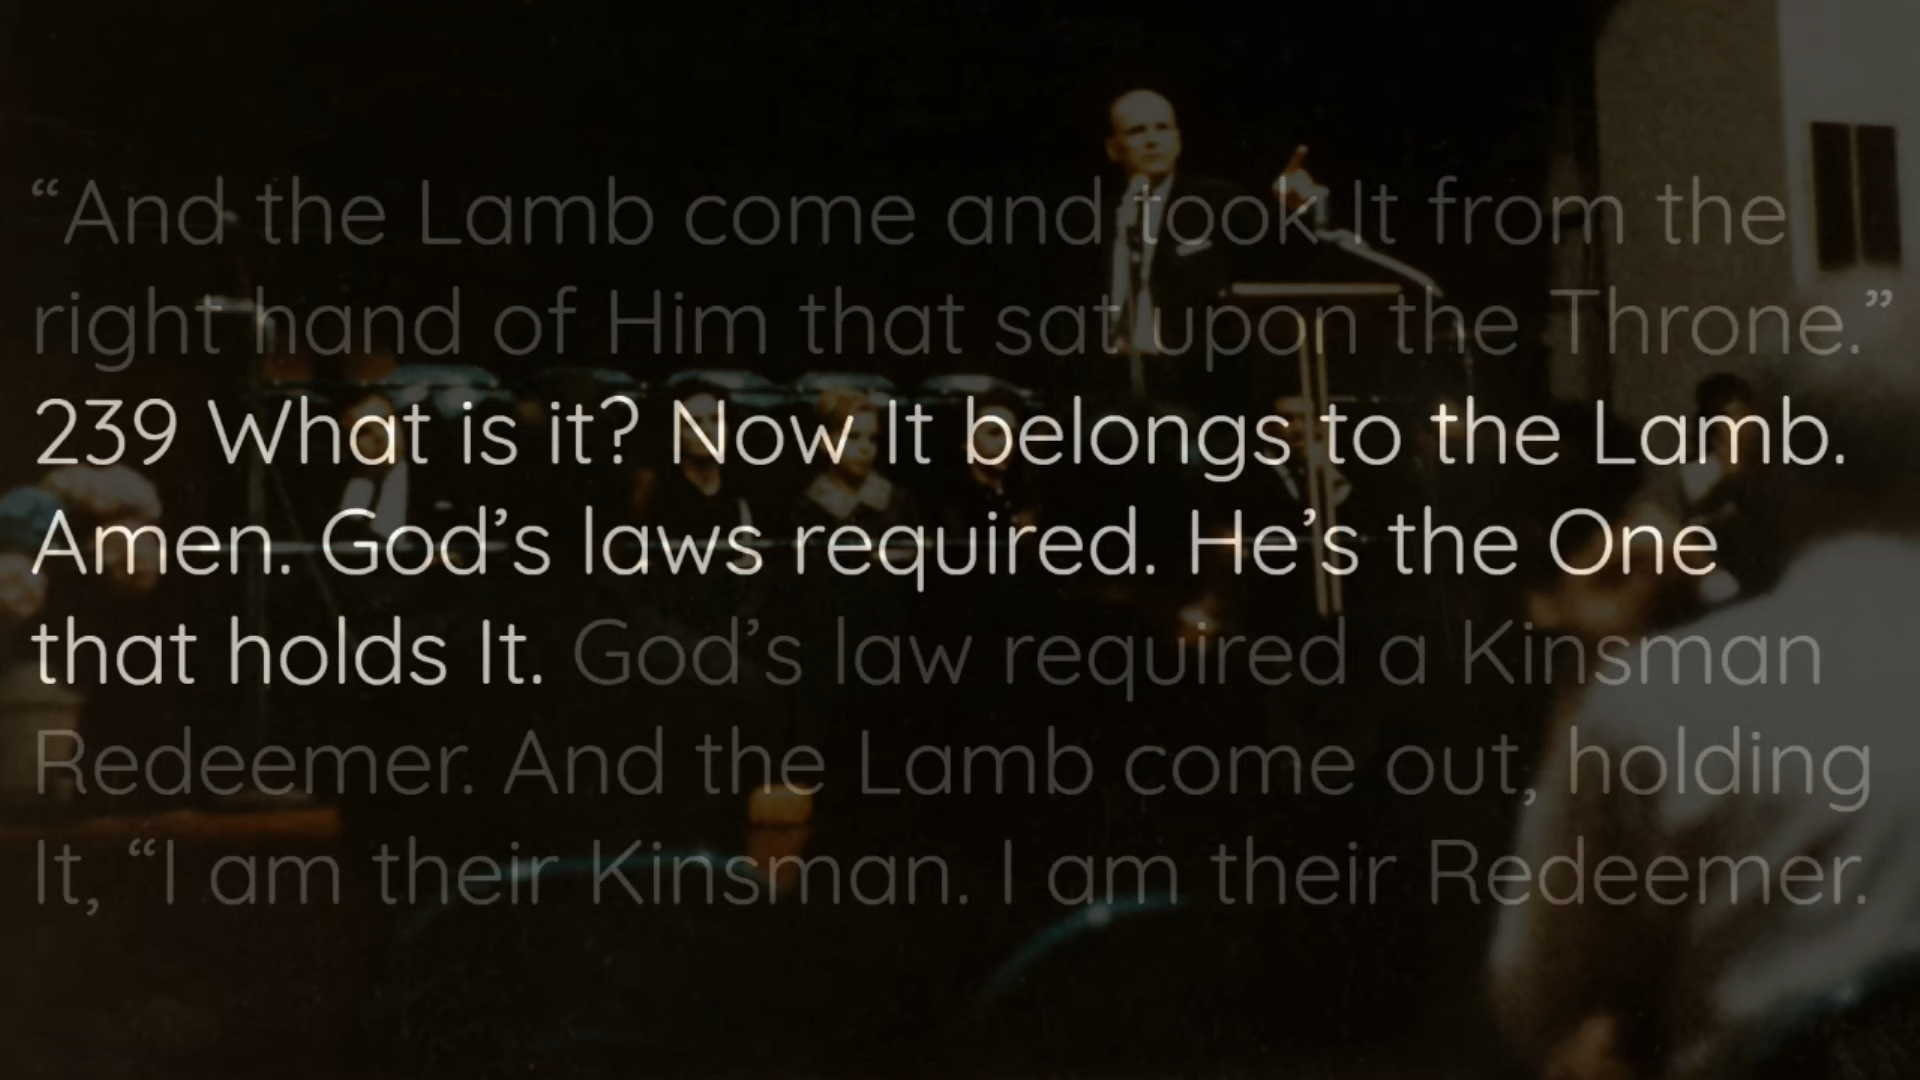 “And the Lamb come and took It from the
right hand of Him that sat upon the Throne.”
239 What is it? Now It belongs to the Lamb.
Amen. God’s laws required. He’s the One
that holds It. God’s law required a Kinsman
Redeemer. And the Lamb come out, holding
It, “I am their Kinsman. I am their Redeemer.